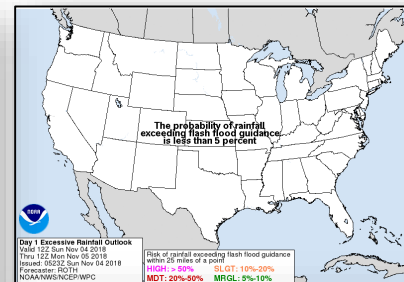 The probability of rainfall
exceeding flash flood guidance
is less than 5 percent
NOAA
Day 1 Excessive Rainfall Outlook
Valid 12Z Sun Nov 04 2018
Thru 12Z Mon Nov 05 2018
Issued: 0523Z Sun Nov 04 2018
Forecaster: ROTH
NOAA/NWS/NCEP/WPC
Risk of rainfall exceeding flash flood guidance
within 25 miles of a point
HIGH: > 50% SLGT: 10%-20%
MDT: 20%-50% MRGL: 5%-10%